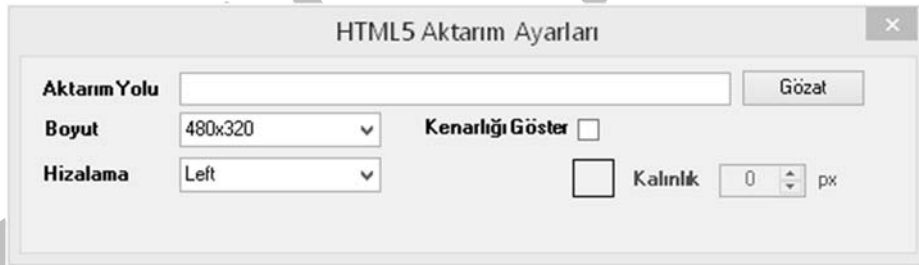 HTML5 Aktarım Ayarları
Aktarım Yolu Gözat
Boyut 480x320 Kenarlığı Göster
Hizalama Left Kalınlık 0 px